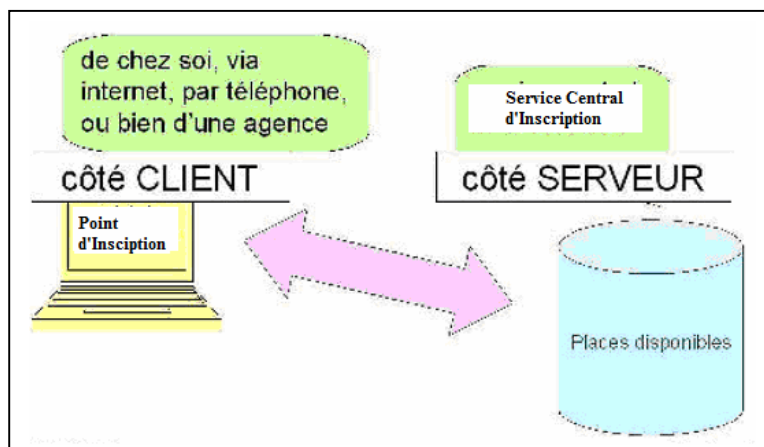 de chez soi, via
internet, par téléphone,
ou bien d'une agence
côté CLIENT
Point
d'Insciption
Service Central
d'Inscription
côté SERVEUR
Places disponibles